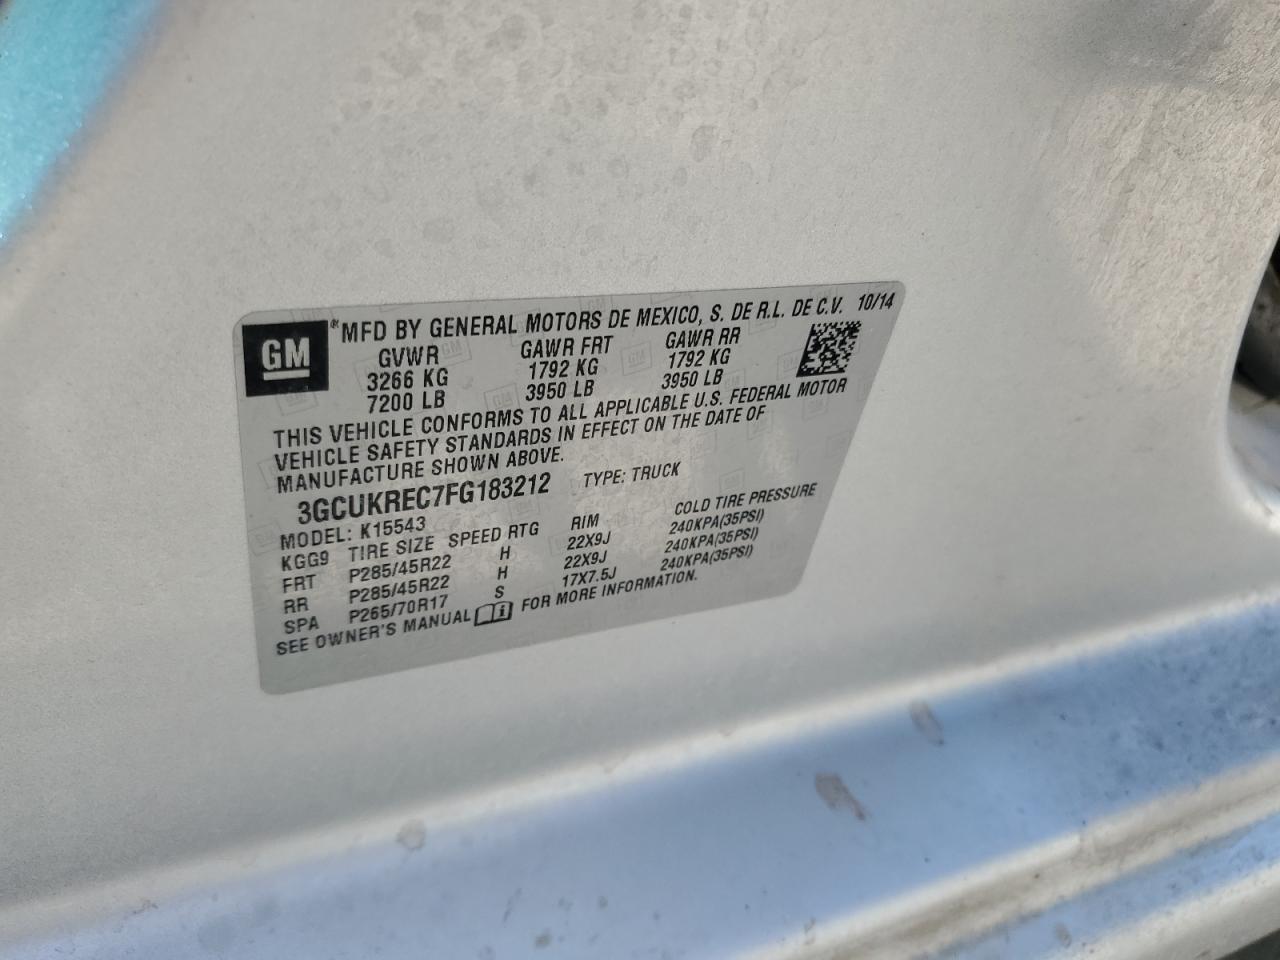 GM
® MFD BY GENERAL MOTORS DE MEXICO, S. DE R.L. DE C.V. 10/14
GVWR GAWR FRT GAWR RR
3266 KG 1792 KG 1792 KG
7200 LB 3950 LB 3950 LB
THIS VEHICLE CONFORMS TO ALL APPLICABLE U.S. FEDERAL MOTOR
VEHICLE SAFETY STANDARDS IN EFFECT ON THE DATE OF
MANUFACTURE SHOWN ABOVE.
3GCUKREC7FG183212 TYPE: TRUCK
MODEL: K15543
KGG9 TIRE SIZE SPEED RTG RIM COLD TIRE PRESSURE
FRT P285/45R22 H 22X9J 240KPA(35PSI)
RR P285/45R22 H 22X9J 240KPA(35PSI)
SPA P265/70R17 S 17X7.5J 240KPA(35PSI)
SEE OWNER'S MANUAL i FOR MORE INFORMATION.